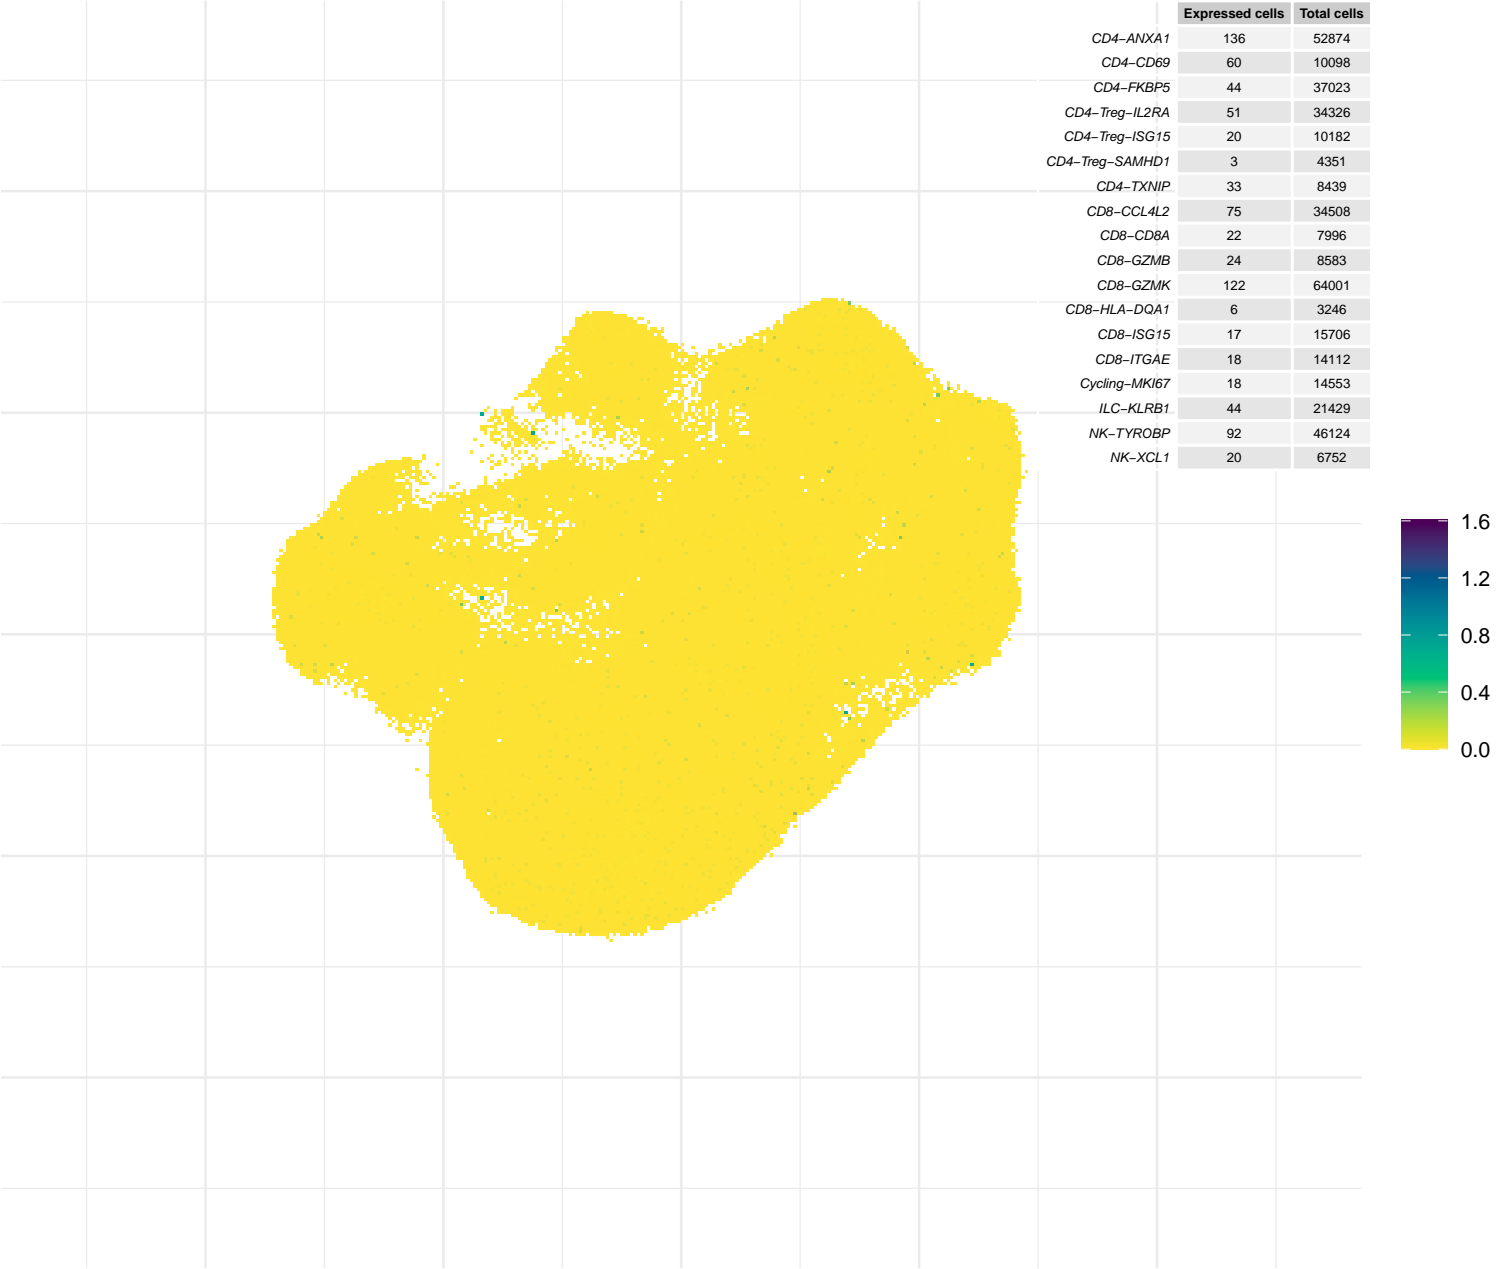 Expressed cells Total cells
CD4−ANXA1 136 52874
CD4−CD69 60 10098
CD4−FKBP5 44 37023
CD4−Treg−IL2RA 51 34326
CD4−Treg−ISG15 20 10182
CD4−Treg−SAMHD1 3 4351
CD4−TXNIP 33 8439
CD8−CCL4L2 75 34508
CD8−CD8A 22 7996
CD8−GZMB 24 8583
CD8−GZMK 122 64001
CD8−HLA−DQA1 6 3246
CD8−ISG15 17 15706
CD8−ITGAE 18 14112
Cycling−MKI67 18 14553
ILC−KLRB1 44 21429
NK−TYROBP 92 46124
NK−XCL1 20 6752
1.6
1.2
0.8
0.4
0.0